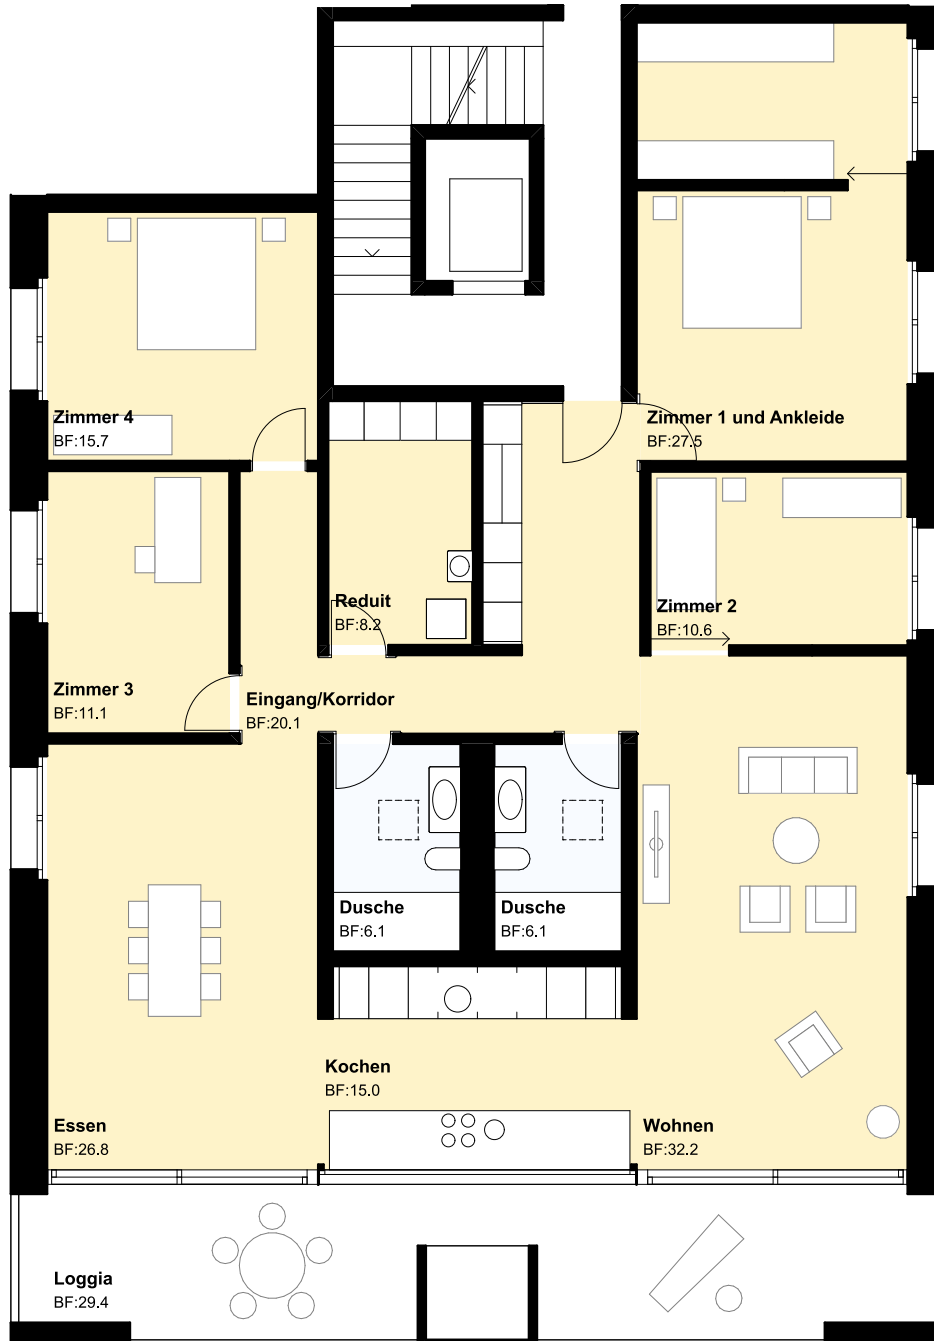 Zimmer 4
BF:15.7
Zimmer 1 und Ankleide
BF:27.5
Reduit
BF:8.2
Zimmer 2
BF:10.6
Zimmer 3
BF:11.1
Eingang/Korridor
BF:20.1
Dusche
BF:6.1
Dusche
BF:6.1
Kochen
BF:15.0
Essen
BF:26.8
Wohnen
BF:32.2
Loggia
BF:29.4